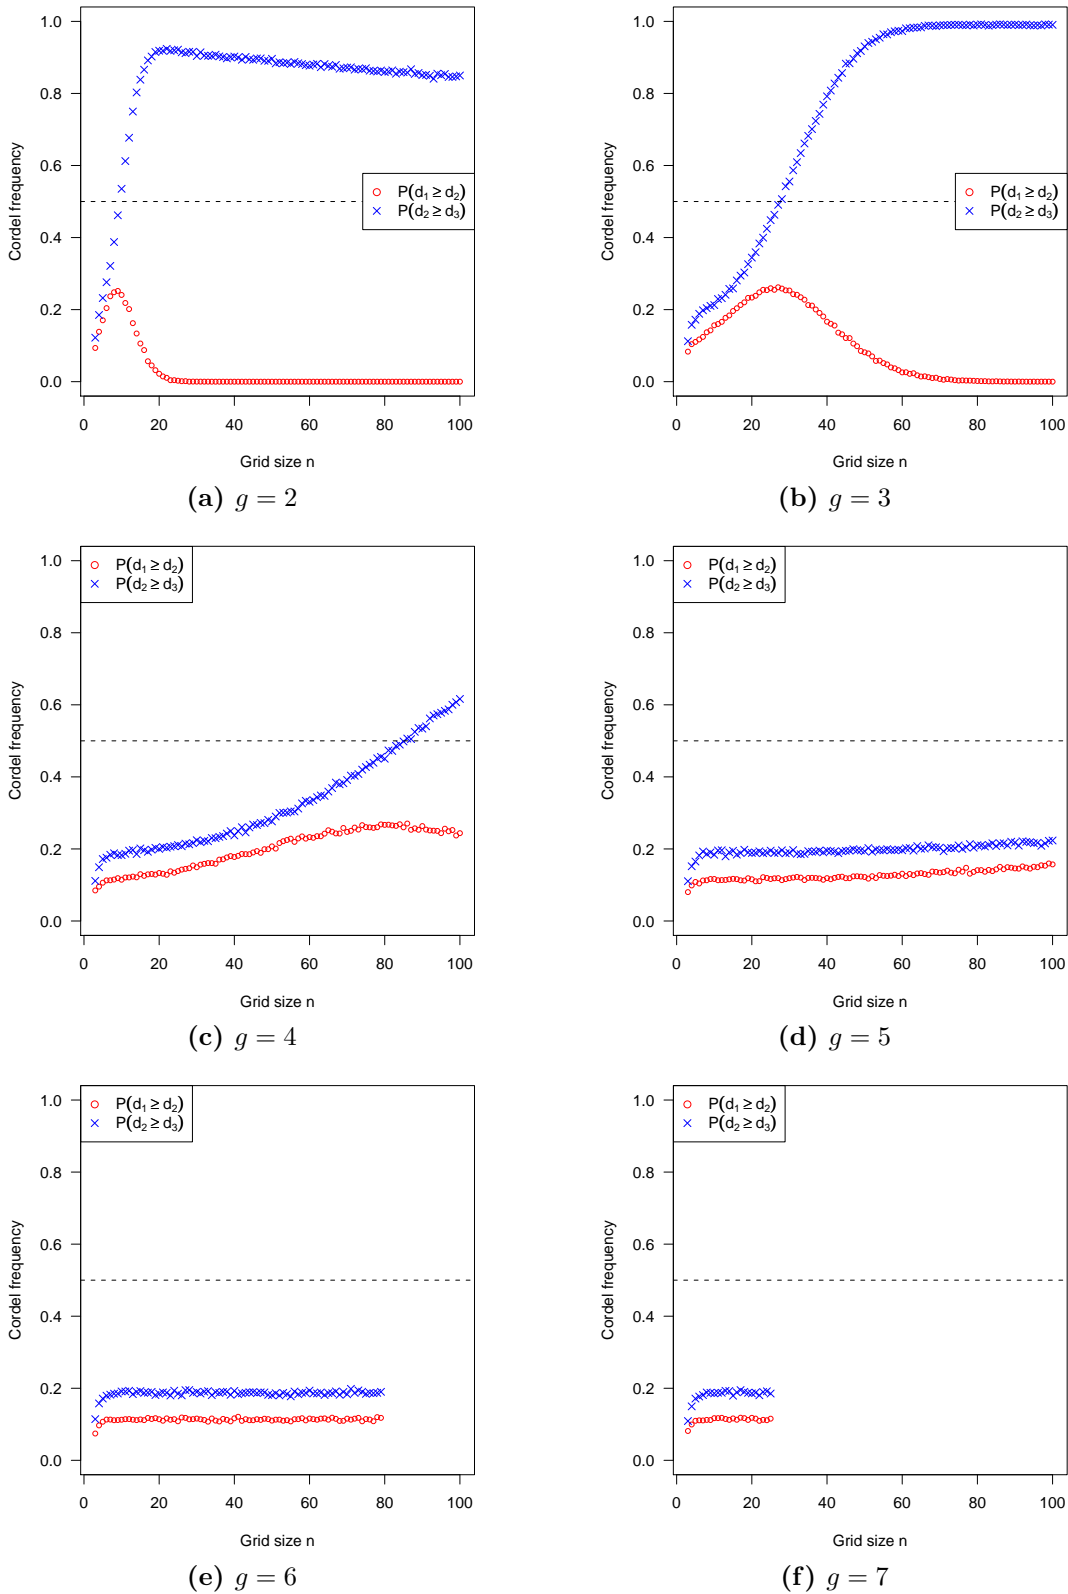 1.0
0.8
0.6
0.4
0.2
0.0
Cordel frequency
P(d₁ ≥ d₂)
P(d₂ ≥ d₃)
0 20 40 60 80 100
Grid size n
(a) g = 2
1.0
0.8
0.6
0.4
0.2
0.0
Cordel frequency
P(d₁ ≥ d₂)
P(d₂ ≥ d₃)
0 20 40 60 80 100
Grid size n
(b) g = 3
1.0
0.8
0.6
0.4
0.2
0.0
Cordel frequency
P(d₁ ≥ d₂)
P(d₂ ≥ d₃)
0 20 40 60 80 100
Grid size n
(c) g = 4
1.0
0.8
0.6
0.4
0.2
0.0
Cordel frequency
P(d₁ ≥ d₂)
P(d₂ ≥ d₃)
0 20 40 60 80 100
Grid size n
(d) g = 5
1.0
0.8
0.6
0.4
0.2
0.0
Cordel frequency
P(d₁ ≥ d₂)
P(d₂ ≥ d₃)
0 20 40 60 80 100
Grid size n
(e) g = 6
1.0
0.8
0.6
0.4
0.2
0.0
Cordel frequency
P(d₁ ≥ d₂)
P(d₂ ≥ d₃)
0 20 40 60 80 100
Grid size n
(f) g = 7